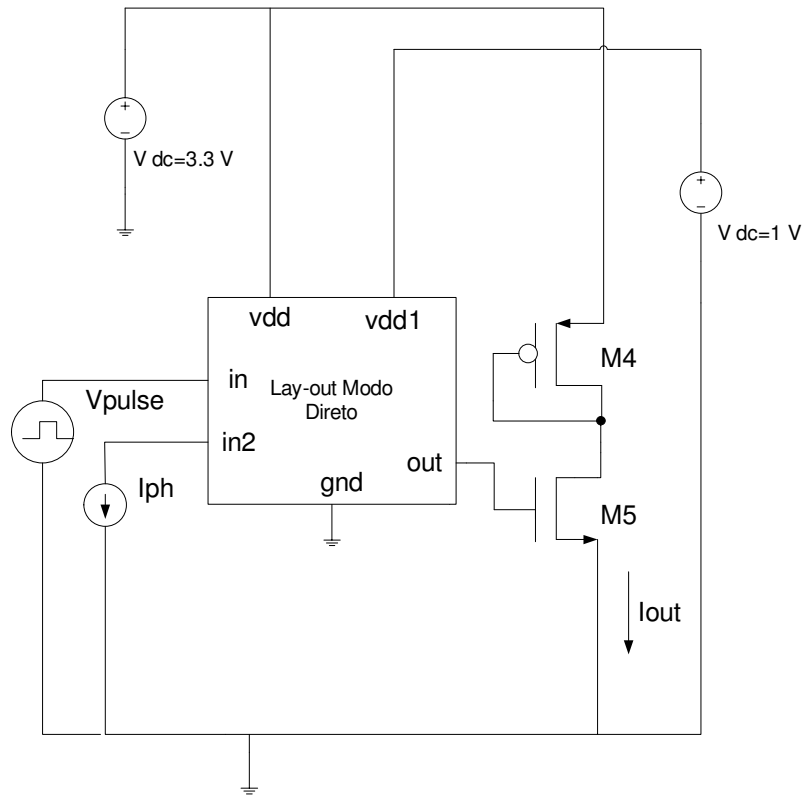 V dc=3.3 V
V dc=1 V
vdd
vdd1
M4
in
Lay-out Modo
Direto
Vpulse
in2
out
Iph
gnd
M5
Iout